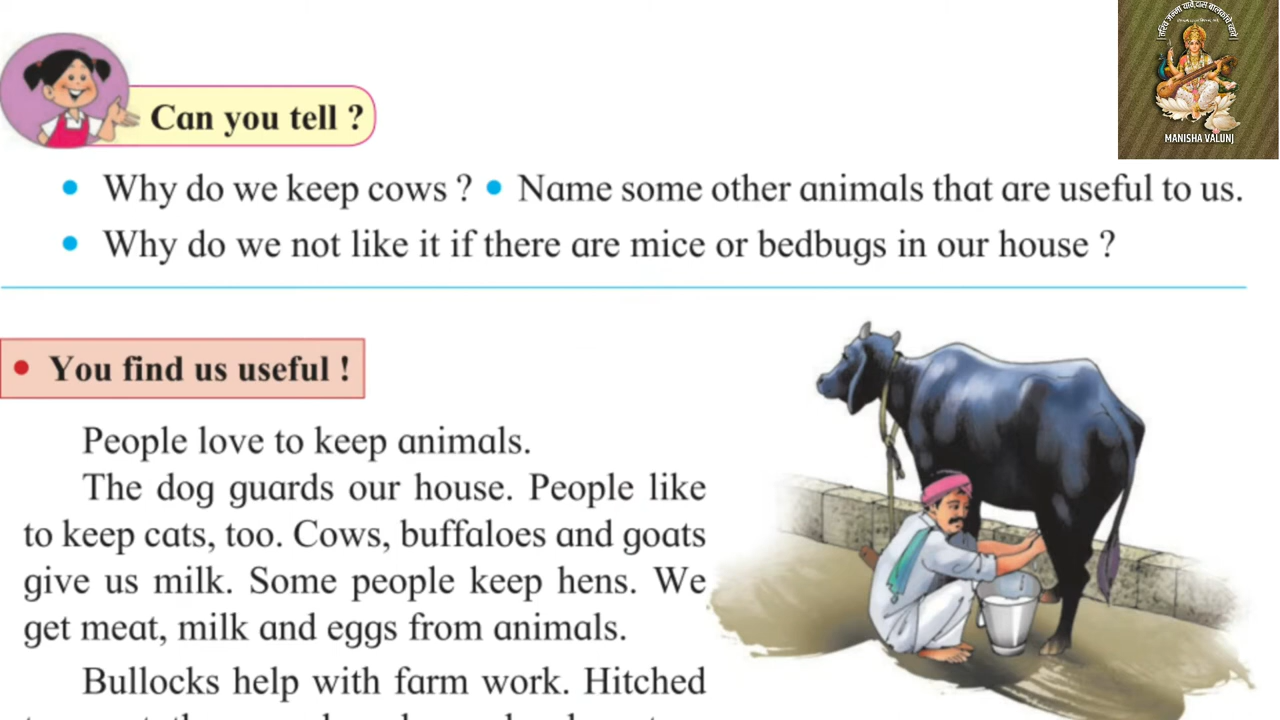 Can you tell ?
MANISHA VALUNJ
• Why do we keep cows ? • Name some other animals that are useful to us.
• Why do we not like it if there are mice or bedbugs in our house ?
• You find us useful !
People love to keep animals.
The dog guards our house. People like
to keep cats, too. Cows, buffaloes and goats
give us milk. Some people keep hens. We
get meat, milk and eggs from animals.
Bullocks help with farm work. Hitched